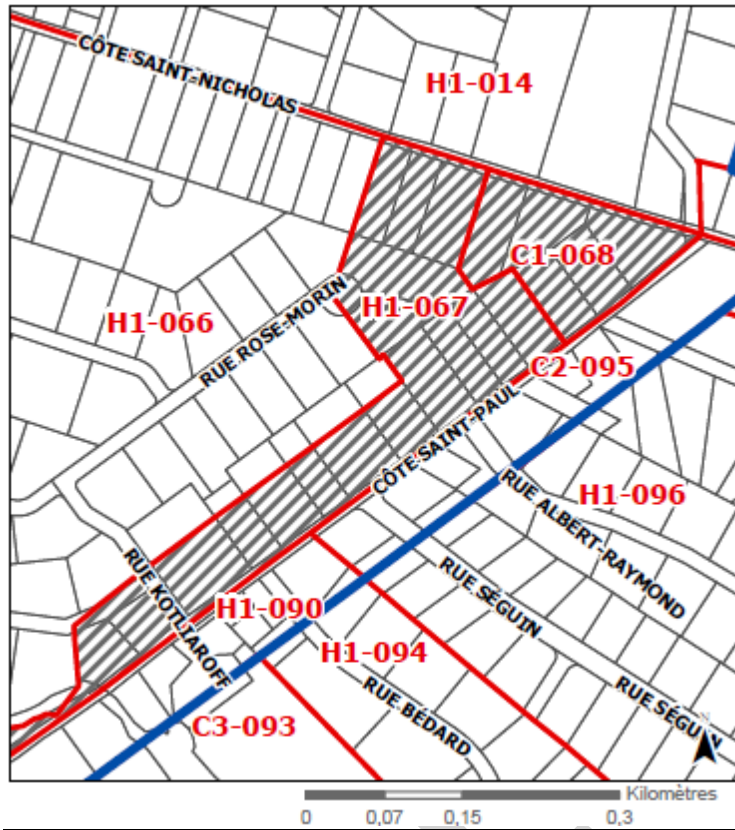 CÔTE SAINT-NICHOLAS
H1-014
C1-068
H1-067
H1-066
RUE ROSE-MORIN
C2-095
CÔTE SAINT-PAUL
H1-096
RUE ALBERT-RAYMOND
RUE KOTLIAROFF
H1-090
RUE SÉGUIN
H1-094
RUE BÉDARD
RUE SÉGUIN
C3-093
N
Kilomètres
0 0,07 0,15 0,3